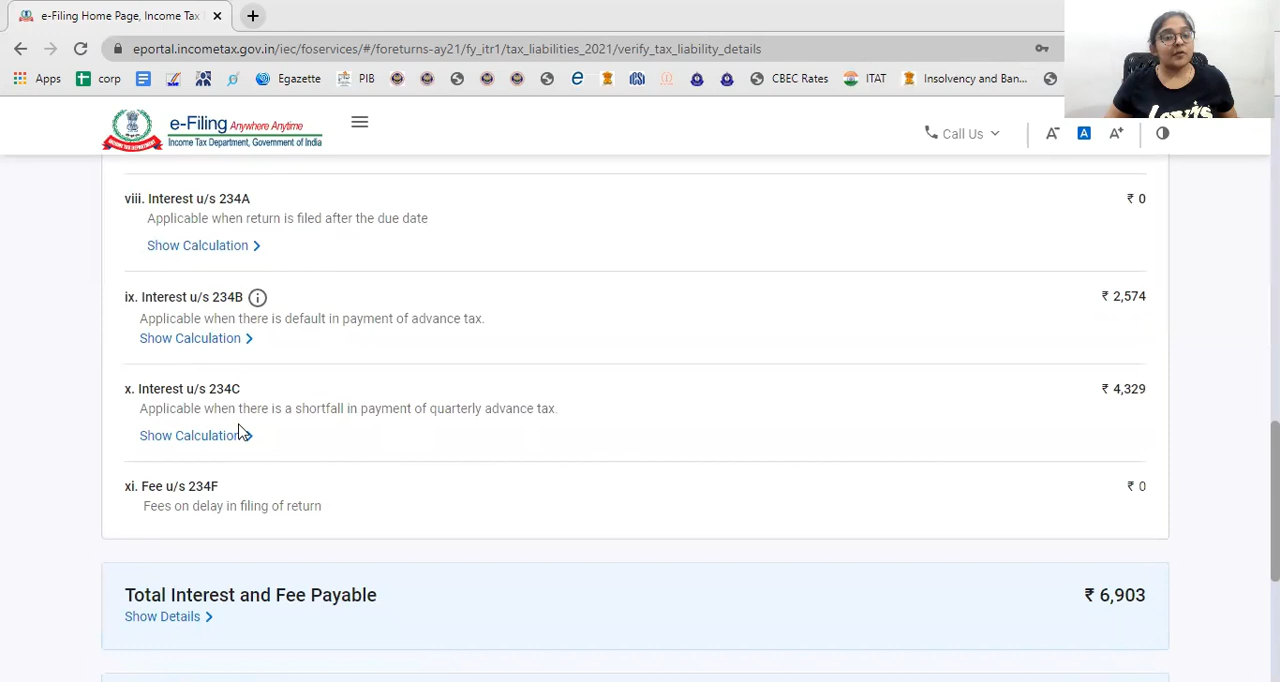 e-Filing Home Page, Income Tax
eportal.incometax.gov.in/iec/foservices/#/foreturns-ay21/fy_itr1/tax_liabilities_2021/verify_tax_liability_details
Apps corp Egazette PIB CBEC Rates ITAT Insolvency and Ban...
e-Filing Anywhere Anytime
Income Tax Department, Government of India
Call Us A- A A+
viii. Interest u/s 234A ₹ 0
Applicable when return is filed after the due date
Show Calculation
ix. Interest u/s 234B ₹ 2,574
Applicable when there is default in payment of advance tax.
Show Calculation
x. Interest u/s 234C ₹ 4,329
Applicable when there is a shortfall in payment of quarterly advance tax.
Show Calculation
xi. Fee u/s 234F ₹ 0
Fees on delay in filing of return
Total Interest and Fee Payable ₹ 6,903
Show Details